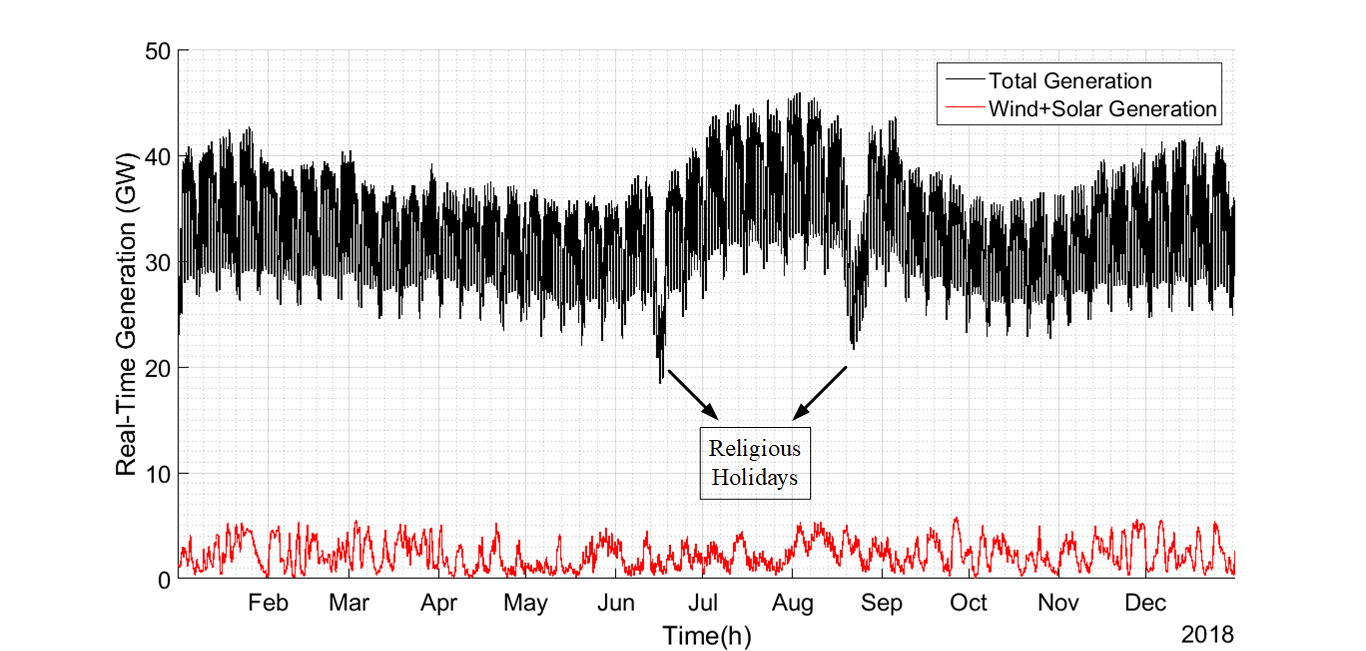 50
40
30
20
10
0
Real-Time Generation (GW)
Total Generation
Wind+Solar Generation
Religious
Holidays
Feb Mar Apr May Jun Jul Aug Sep Oct Nov Dec
Time(h)
2018